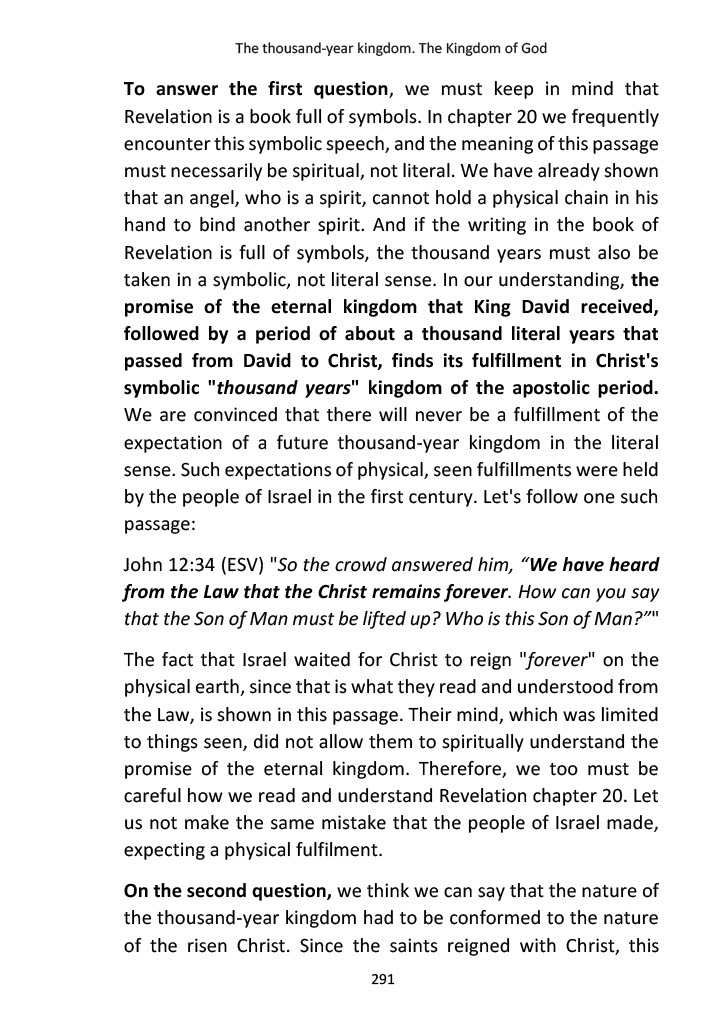 The thousand-year kingdom. The Kingdom of God
To answer the first question, we must keep in mind that
Revelation is a book full of symbols. In chapter 20 we frequently
encounter this symbolic speech, and the meaning of this passage
must necessarily be spiritual, not literal. We have already shown
that an angel, who is a spirit, cannot hold a physical chain in his
hand to bind another spirit. And if the writing in the book of
Revelation is full of symbols, the thousand years must also be
taken in a symbolic, not literal sense. In our understanding, the
promise of the eternal kingdom that King David received,
followed by a period of about a thousand literal years that
passed from David to Christ, finds its fulfillment in Christ's
symbolic "thousand years" kingdom of the apostolic period.
We are convinced that there will never be a fulfillment of the
expectation of a future thousand-year kingdom in the literal
sense. Such expectations of physical, seen fulfillments were held
by the people of Israel in the first century. Let's follow one such
passage:
John 12:34 (ESV) "So the crowd answered him, “We have heard
from the Law that the Christ remains forever. How can you say
that the Son of Man must be lifted up? Who is this Son of Man?”"
The fact that Israel waited for Christ to reign "forever" on the
physical earth, since that is what they read and understood from
the Law, is shown in this passage. Their mind, which was limited
to things seen, did not allow them to spiritually understand the
promise of the eternal kingdom. Therefore, we too must be
careful how we read and understand Revelation chapter 20. Let
us not make the same mistake that the people of Israel made,
expecting a physical fulfilment.
On the second question, we think we can say that the nature of
the thousand-year kingdom had to be conformed to the nature
of the risen Christ. Since the saints reigned with Christ, this
291